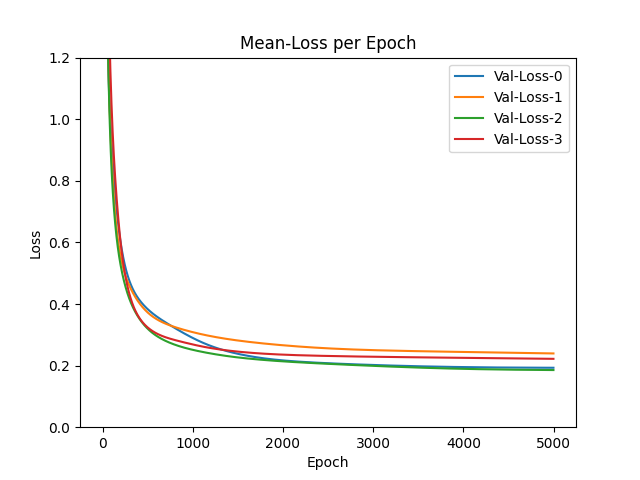 Mean-Loss per Epoch
Val-Loss-0
Val-Loss-1
Val-Loss-2
Val-Loss-3
1.2
1.0
0.8
0.6
0.4
0.2
0.0
Loss
0 1000 2000 3000 4000 5000
Epoch